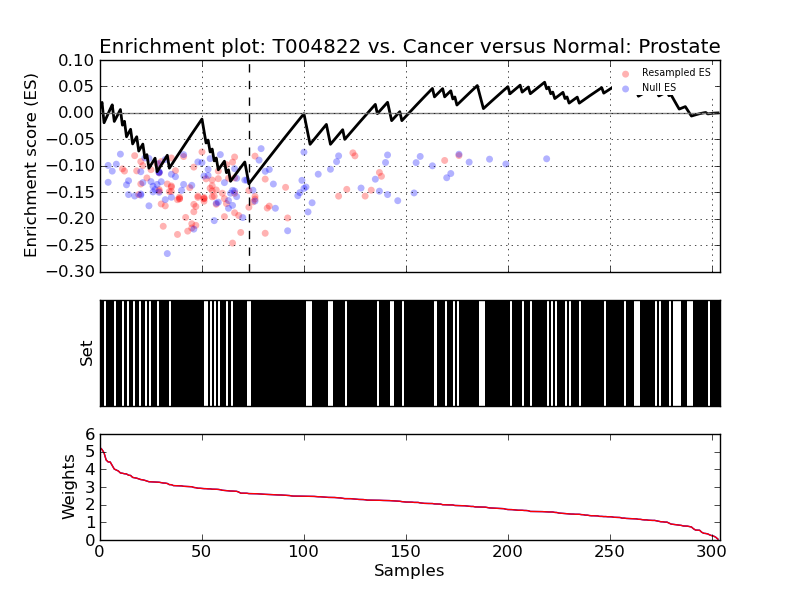 Enrichment plot: T004822 vs. Cancer versus Normal: Prostate
0.10
0.05
0.00
−0.05
−0.10
−0.15
−0.20
−0.25
−0.30
Enrichment score (ES)
Resampled ES
Null ES
Set
6
5
4
3
2
1
0
Weights
0 50 100 150 200 250 300
Samples